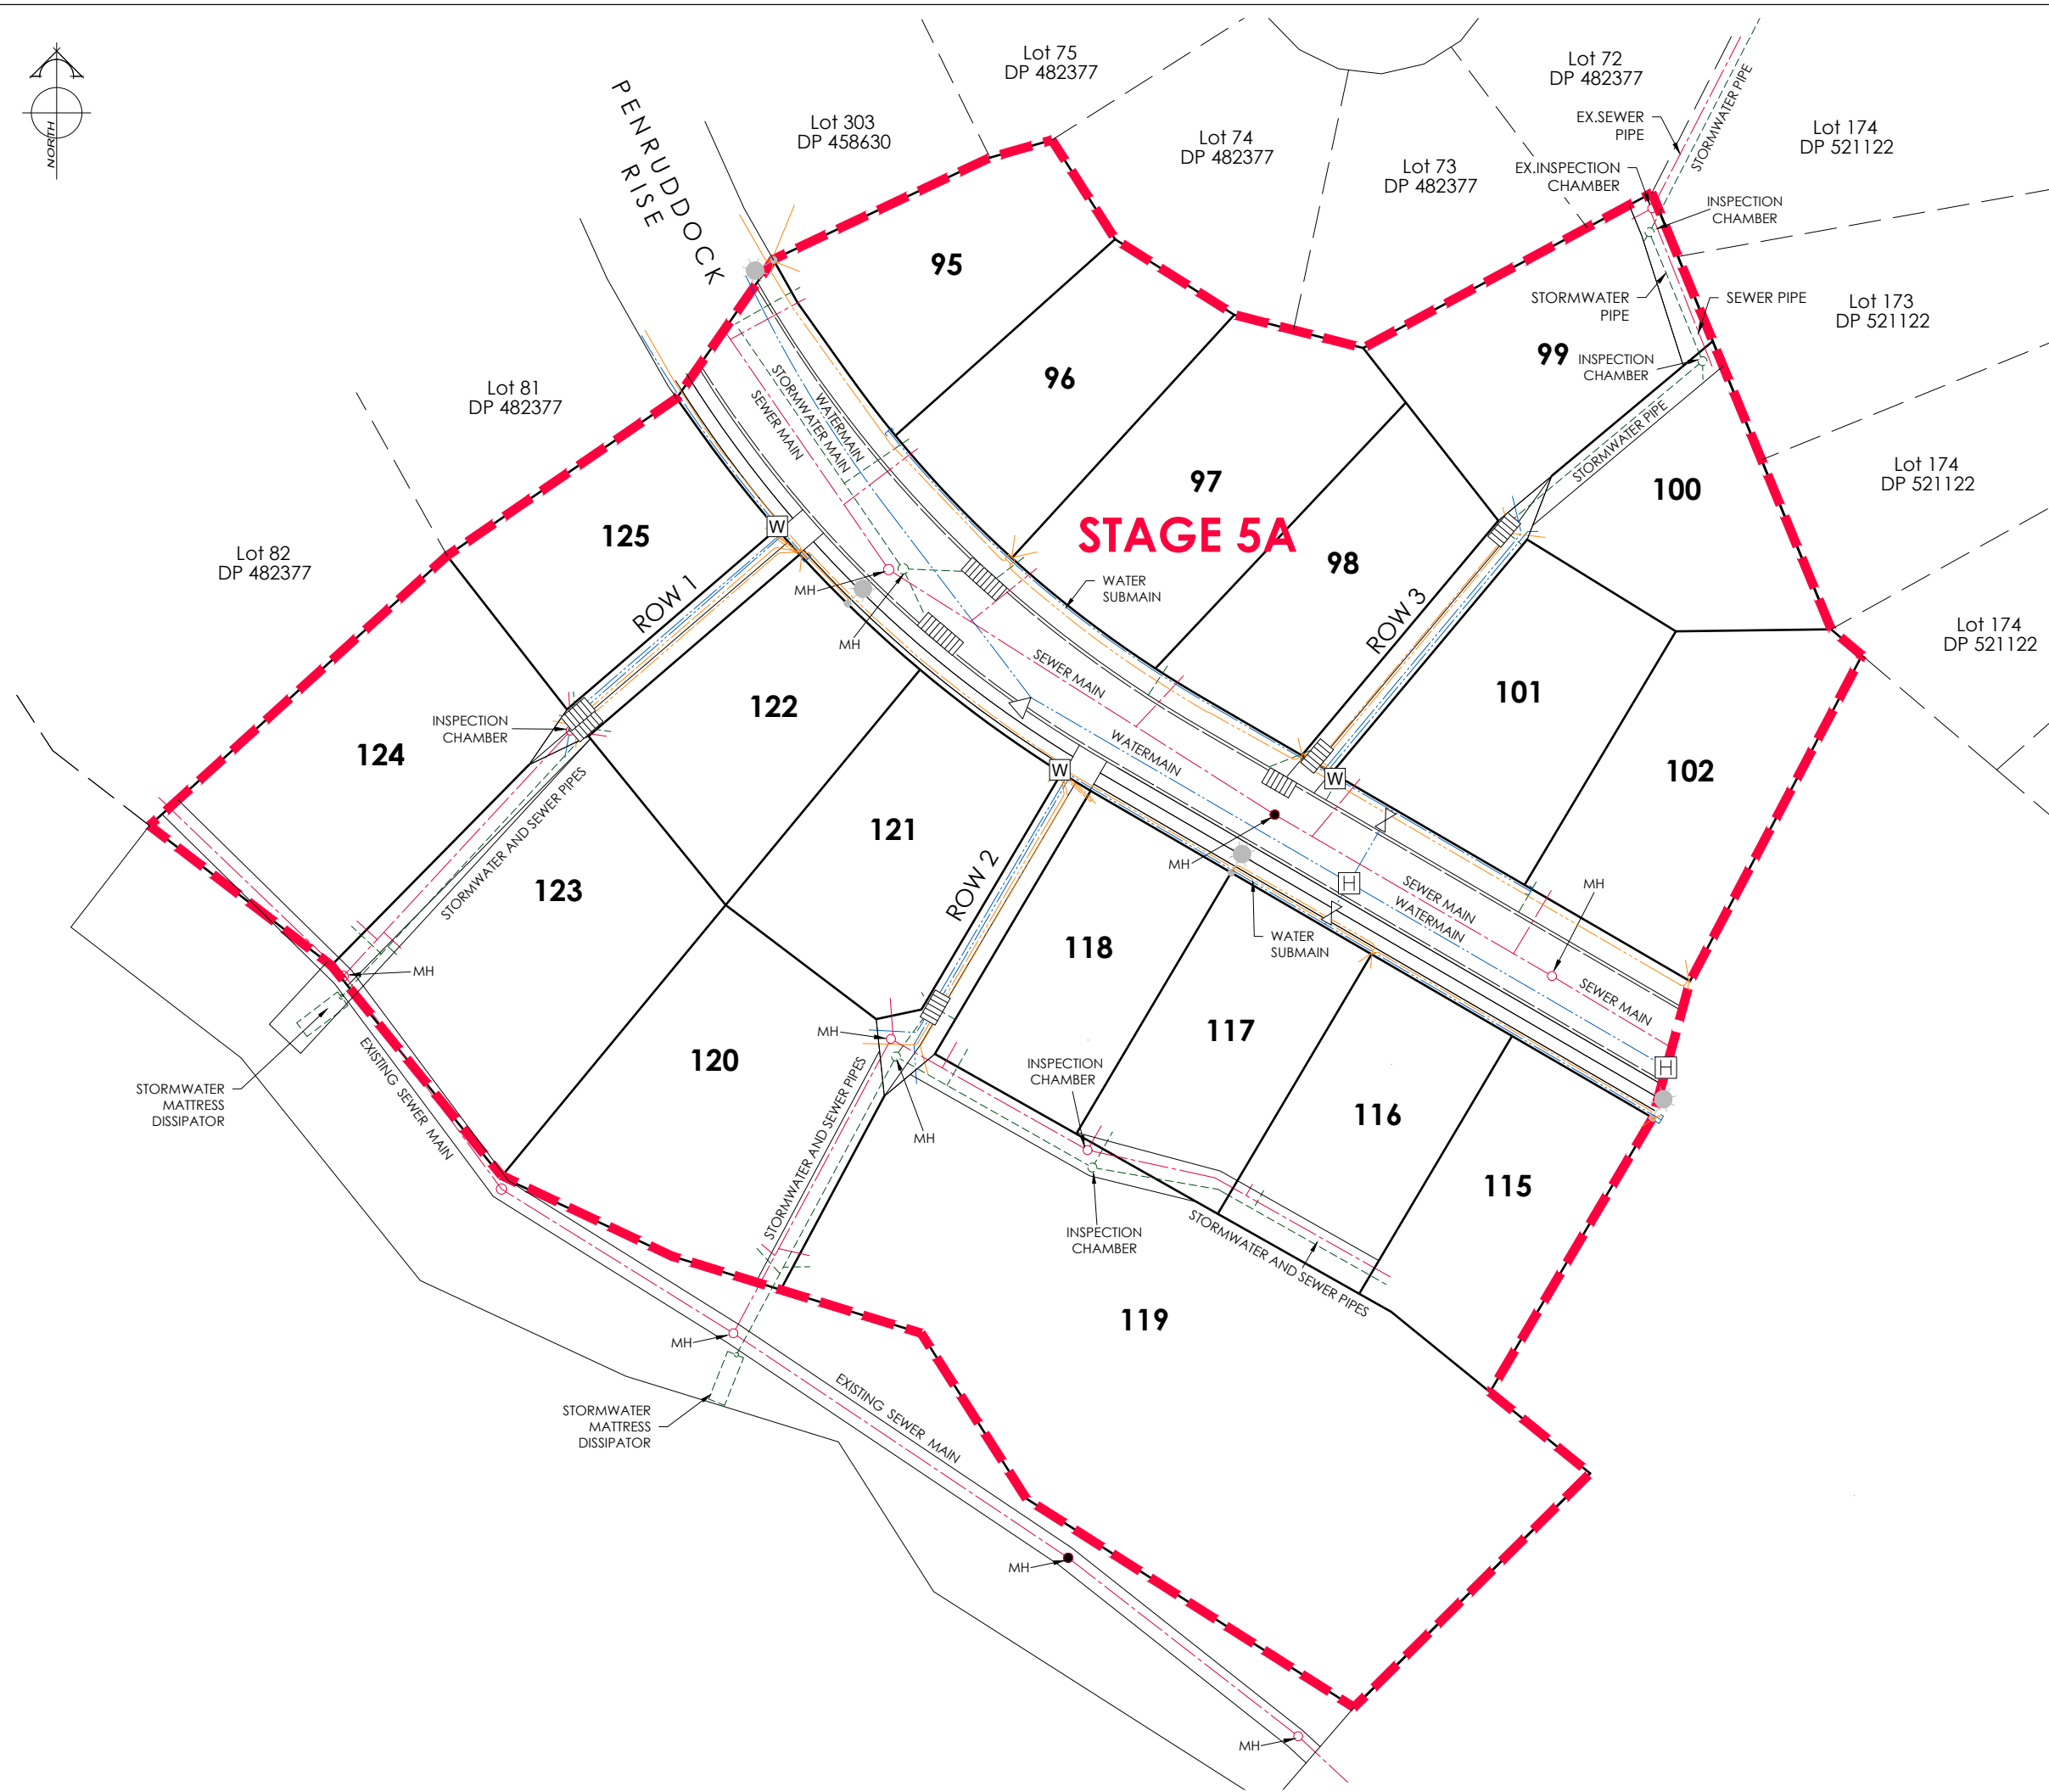 NORTH
PENRUDDOCK
RISE
Lot 303
DP 458630
Lot 75
DP 482377
Lot 74
DP 482377
Lot 73
DP 482377
Lot 72
DP 482377
EX.SEWER
PIPE
STORMWATER PIPE
Lot 174
DP 521122
EX.INSPECTION
CHAMBER
INSPECTION
CHAMBER
STORMWATER
PIPE
SEWER PIPE
Lot 173
DP 521122
99
INSPECTION
CHAMBER
STORMWATER PIPE
100
Lot 174
DP 521122
Lot 174
DP 521122
95
96
97
STAGE 5A
98
ROW 3
101
102
Lot 81
DP 482377
Lot 82
DP 482377
125
WATERMAIN
STORMWATER MAIN
SEWER MAIN
W
ROW 1
MH
MH
WATER
SUBMAIN
SEWER MAIN
WATERMAIN
W
W
INSPECTION
CHAMBER
124
122
121
123
STORMWATER AND SEWER PIPES
ROW 2
MH
H
SEWER MAIN
WATERMAIN
MH
SEWER MAIN
H
WATER
SUBMAIN
118
117
116
115
MH
STORMWATER
MATTRESS
DISSIPATOR
EXISTING SEWER MAIN
120
MH
MH
STORMWATER AND SEWER PIPES
INSPECTION
CHAMBER
INSPECTION
CHAMBER
STORMWATER AND SEWER PIPES
119
MH
STORMWATER
MATTRESS
DISSIPATOR
EXISTING SEWER MAIN
MH
MH